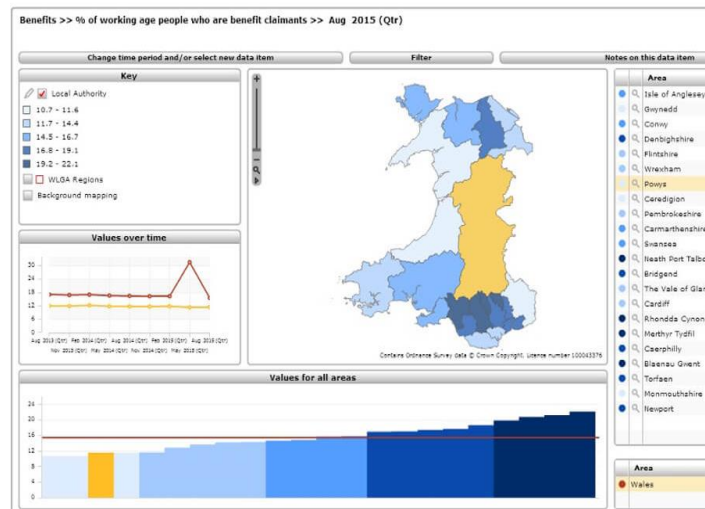 Benefits >> % of working age people who are benefit claimants >> Aug 2015 (Qtr)
Change time period and/or select new data item
Filter
Notes on this data item
Key
Local Authority
10.7 - 11.6
11.7 - 14.4
14.5 - 16.7
16.8 - 19.1
19.2 - 22.1
WLGA Regions
Background mapping
Values over time
30
24
18
12
6
0
Aug 2013 (Qtr) Feb 2014 (Qtr) Aug 2014 (Qtr) Feb 2015 (Qtr) Aug 2015 (Qtr)
Nov 2013 (Qtr) May 2014 (Qtr) Nov 2014 (Qtr) May 2015 (Qtr)
Contains Ordnance Survey data © Crown Copyright, License number 100043376
Area
Isle of Anglesey
Gwynedd
Conwy
Denbighshire
Flintshire
Wrexham
Powys
Ceredigion
Pembrokeshire
Carmarthenshire
Swansea
Neath Port Talbo
Bridgend
The Vale of Glar
Cardiff
Rhondda Cynon
Merthyr Tydfil
Caerphilly
Blaenau Gwent
Torfaen
Monmouthshire
Newport
Values for all areas
24
20
16
12
8
4
0
Area
Wales